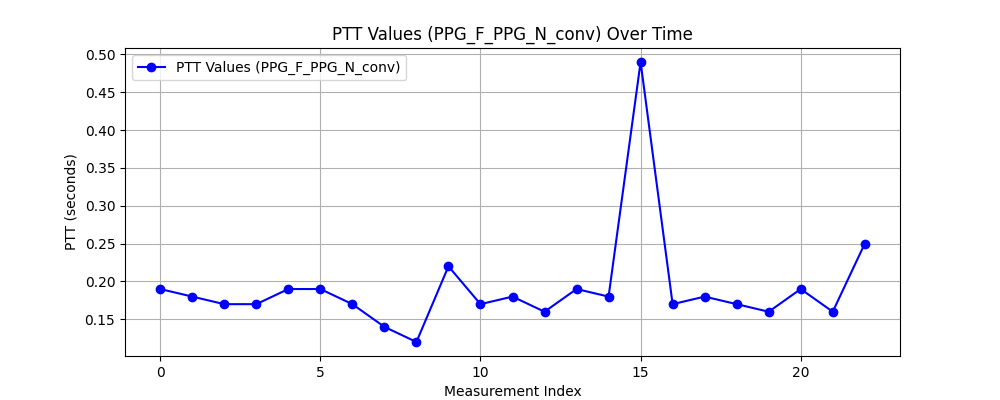 PTT Values (PPG_F_PPG_N_conv) Over Time
PTT Values (PPG_F_PPG_N_conv)
PTT (seconds)
0.50
0.45
0.40
0.35
0.30
0.25
0.20
0.15
0 5 10 15 20
Measurement Index